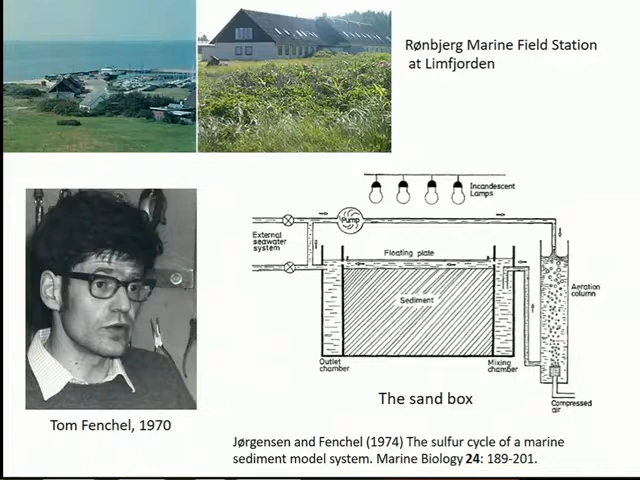 Rønbjerg Marine Field Station
at Limfjorden
Incandescent
Lamps
Pump
External
seawater
system
Floating plate
Sediment
Aeration
column
Outlet
chamber
Mixing
chamber
Compressed
air
The sand box
Tom Fenchel, 1970
Jørgensen and Fenchel (1974) The sulfur cycle of a marine
sediment model system. Marine Biology 24: 189-201.